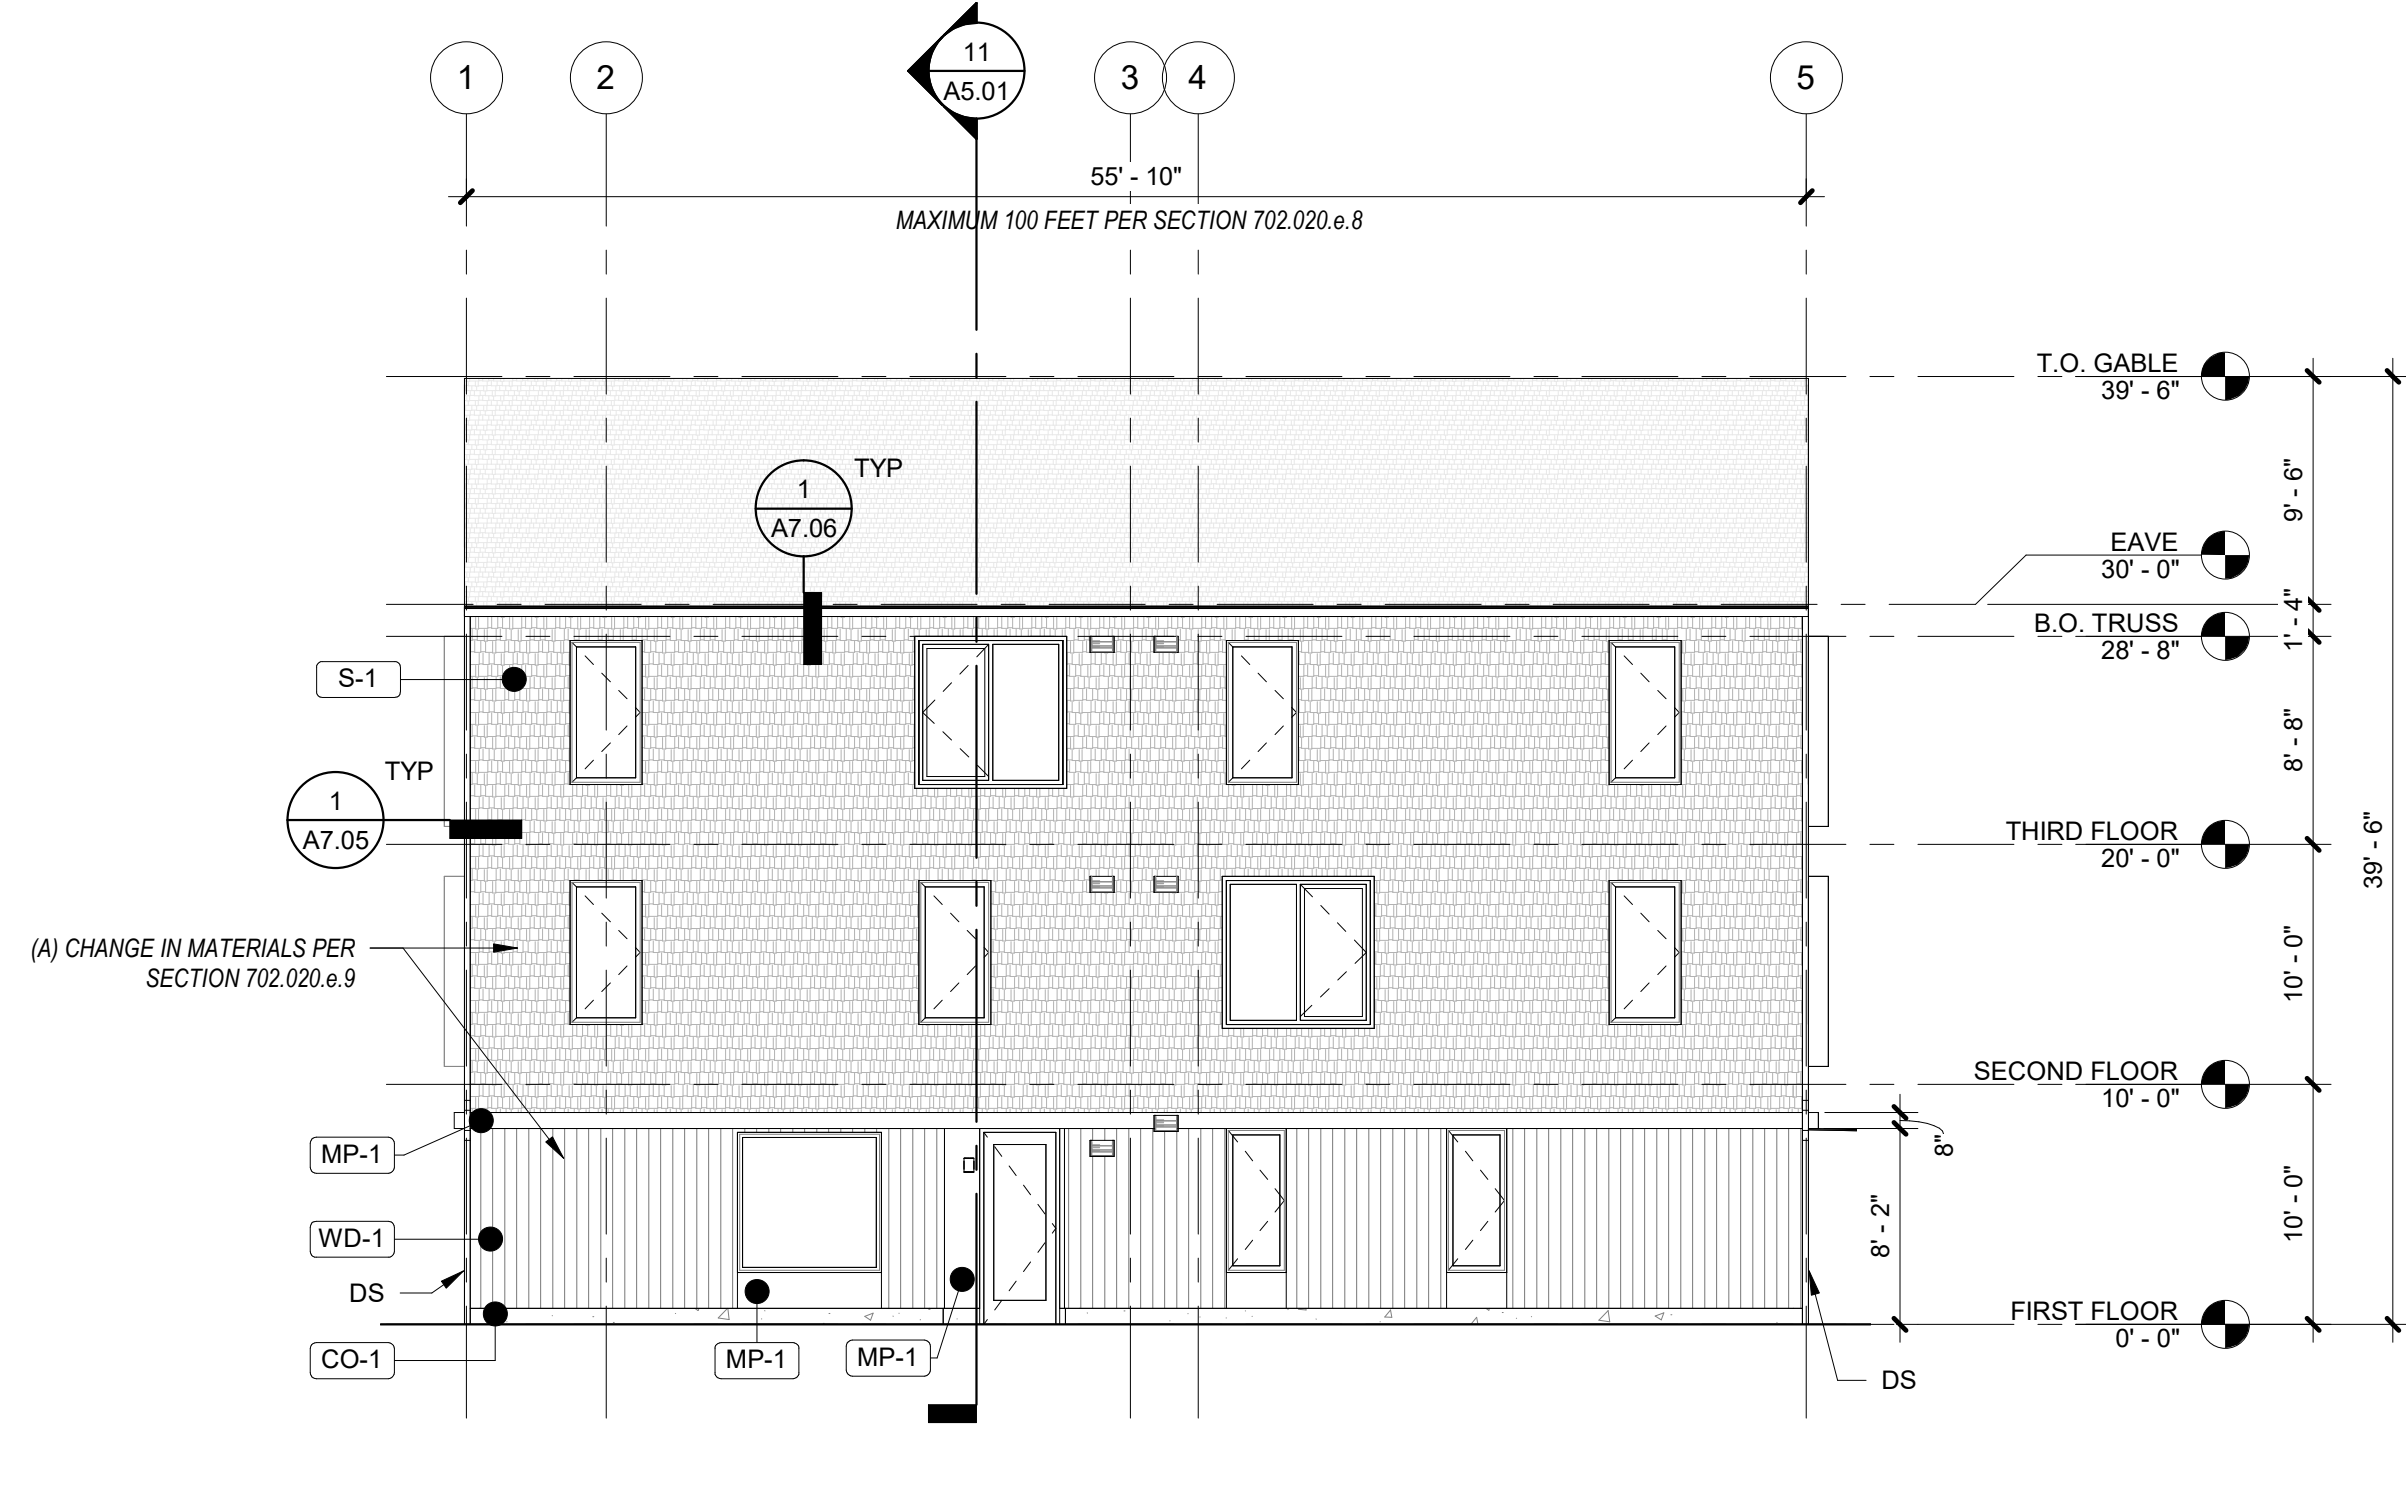 1
2
11
A5.01
3
4
5
55' - 10"
MAXIMUM 100 FEET PER SECTION 702.020.e.8
T.O. GABLE
39' - 6"
TYP
1
A7.06
9' - 6"
EAVE
30' - 0"
1' - 4"
B.O. TRUSS
28' - 8"
S-1
8' - 8"
TYP
1
A7.05
THIRD FLOOR
20' - 0"
39' - 6"
(A) CHANGE IN MATERIALS PER
SECTION 702.020.e.9
10' - 0"
SECOND FLOOR
10' - 0"
MP-1
8"
8' - 2"
10' - 0"
WD-1
DS
FIRST FLOOR
0' - 0"
CO-1
MP-1
MP-1
DS